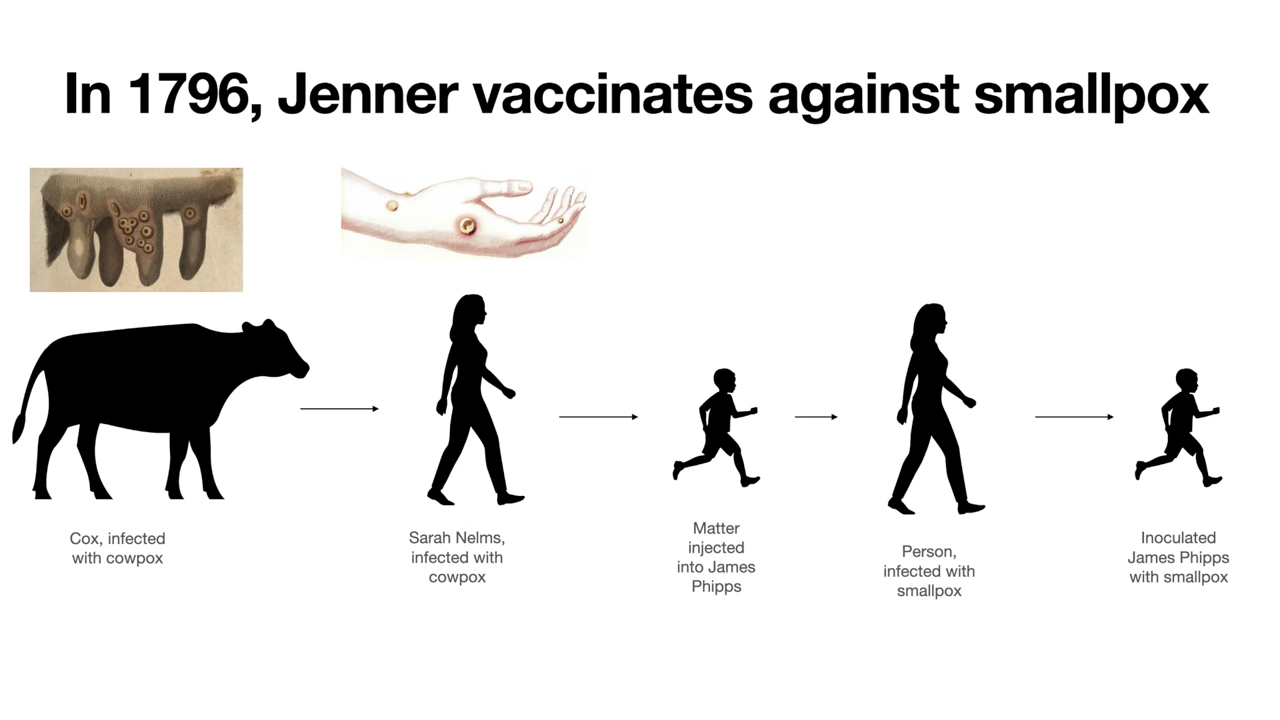 In 1796, Jenner vaccinates against smallpox
Cox, infected
with cowpox
Sarah Nelms,
infected with
cowpox
Matter
injected
into James
Phipps
Person,
infected with
smallpox
Inoculated
James Phipps
with smallpox